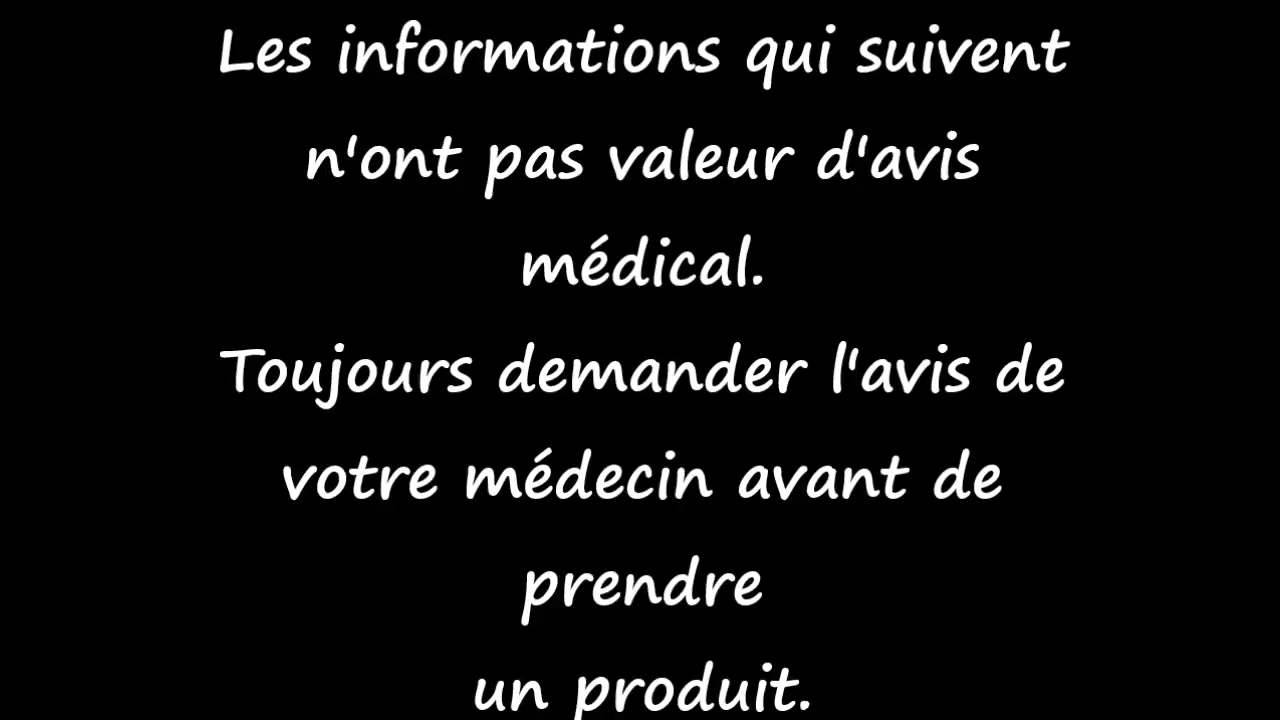 Les informations qui suivent
n'ont pas valeur d'avis
médical.
Toujours demander l'avis de
votre médecin avant de
prendre
un produit.